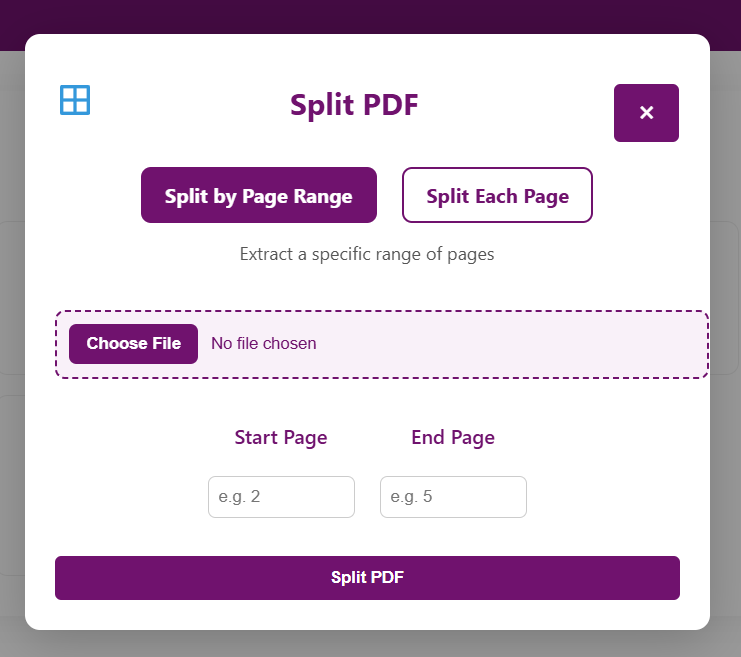 Split PDF
×
Split by Page Range
Split Each Page
Extract a specific range of pages
Choose File No file chosen
Start Page
End Page
e.g. 2
e.g. 5
Split PDF